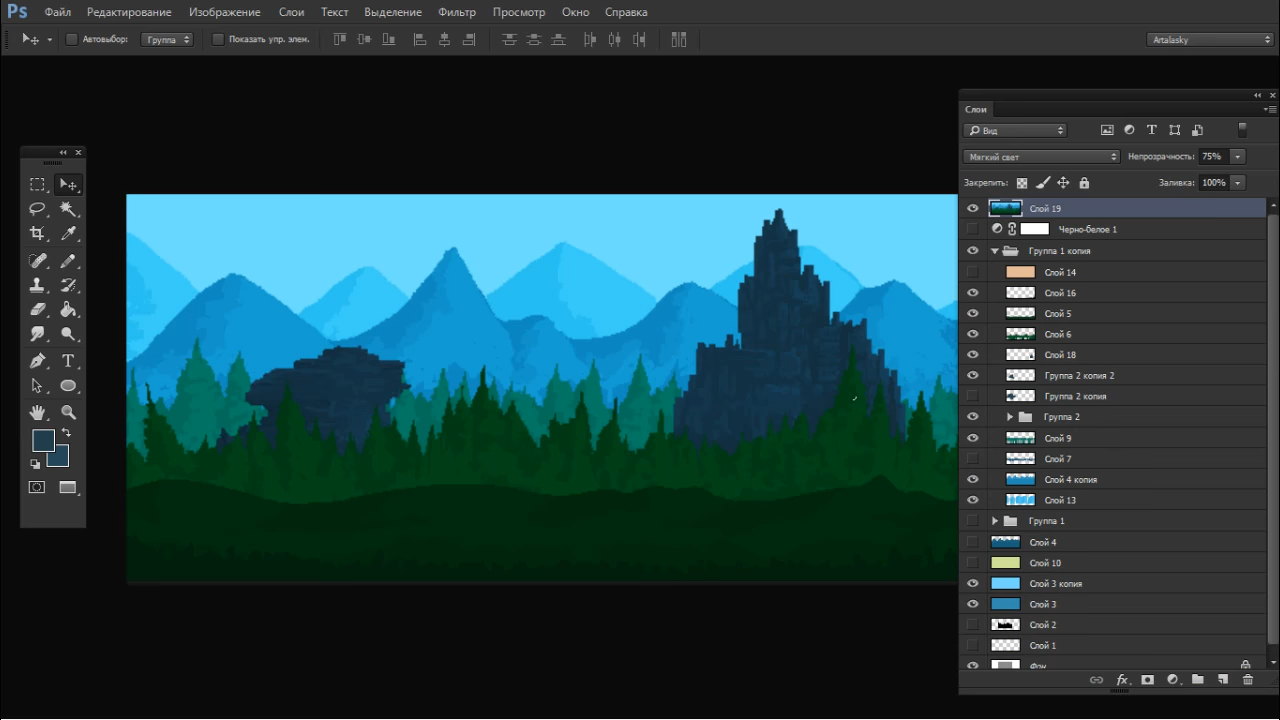 Ps Файл Редактирование Изображение Слои Текст Выделение Фильтр Просмотр Окно Справка
Автовыбор: Группа Показать упр. элем. Artalasky
Слои
Вид
Мягкий свет Непрозрачность: 75%
Закрепить: Заливка: 100%
Слой 19
Черно-белое 1
Группа 1 копия
Слой 14
Слой 16
Слой 5
Слой 6
Слой 18
Группа 2 копия 2
Группа 2 копия
Группа 2
Слой 9
Слой 7
Слой 4 копия
Слой 13
Группа 1
Слой 4
Слой 10
Слой 3 копия
Слой 3
Слой 2
Слой 1
Фон
fx